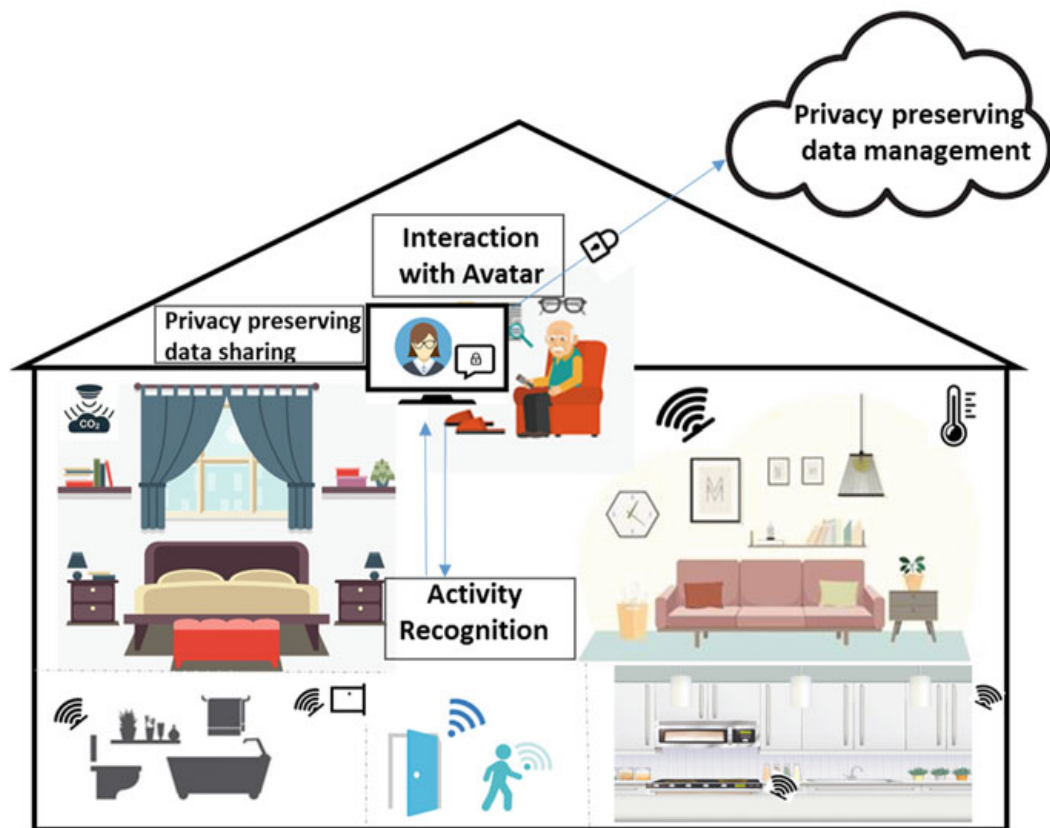 Privacy preserving
data management
Interaction
with Avatar
Privacy preserving
data sharing
CO₂
M
Activity
Recognition